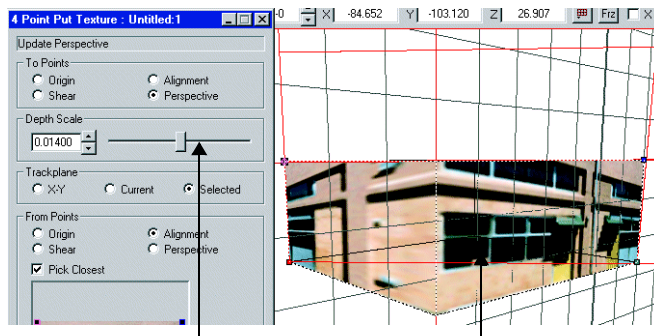 4 Point Put Texture : Untitled:1
-0 X -84.652 Y -103.120 Z 26.907 Frz X
Update Perspective
To Points
Origin Alignment
Shear Perspective
Depth Scale
0.01400
Trackplane
X-Y Current Selected
From Points
Origin Alignment
Shear Perspective
Pick Closest